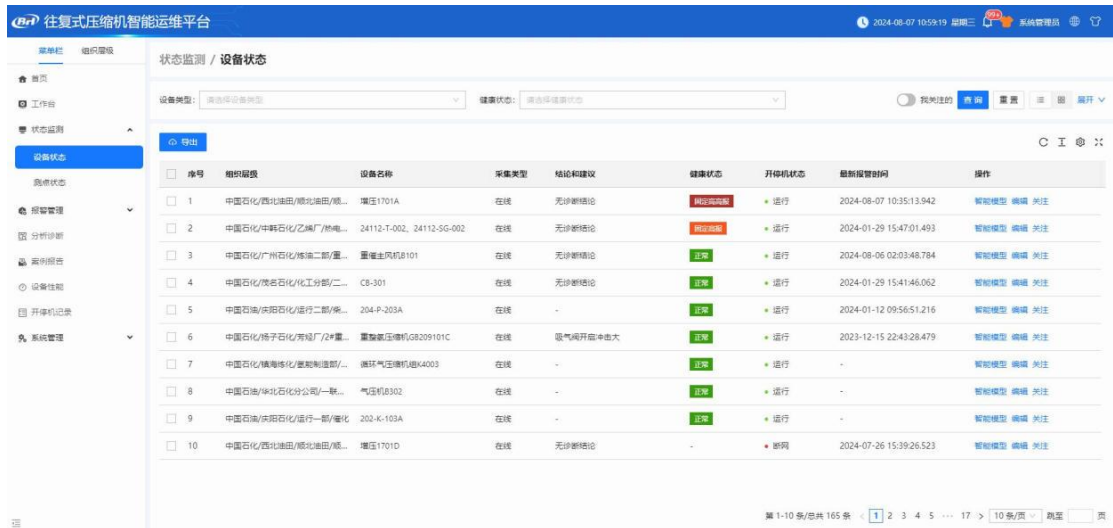 BH 往复式压缩机智能运维平台
2024-08-07 10:59:19 星期三 99+ 系统管理员
菜单栏 组织层级
状态监测 / 设备状态
首页
工作台
状态监测
设备状态
测点状态
报警管理
分析诊断
案例报告
设备性能
开停机记录
系统管理
设备类型: 请选择设备类型 健康状态: 请选择健康状态 我关注的 查询 重置 展开
导出
序号 组织层级 设备名称 采集类型 结论和建议 健康状态 开停机状态 最新报警时间 操作
1 中国石化/西北油田/顺北油田/顺... 增压1701A 在线 无诊断结论 固定高高报 运行 2024-08-07 10:35:13.942 智能模型 编辑 关注
2 中国石化/中韩石化/乙烯厂/热电... 24112-T-002、24112-SG-002 在线 无诊断结论 固定高报 运行 2024-01-29 15:47:01.493 智能模型 编辑 关注
3 中国石化/广州石化/炼油二部/重... 重催主风机B101 在线 无诊断结论 正常 运行 2024-08-06 02:03:48.784 智能模型 编辑 关注
4 中国石化/茂名石化/化工分部/二... CB-301 在线 无诊断结论 正常 运行 2024-01-29 15:41:46.062 智能模型 编辑 关注
5 中国石油/庆阳石化/运行二部/柴... 204-P-203A 在线 - 正常 运行 2024-01-12 09:56:51.216 智能模型 编辑 关注
6 中国石化/扬子石化/芳烃厂/2#重... 重整氢压缩机GB209101C 在线 吸气阀开启冲击大 正常 运行 2023-12-15 22:43:28.479 智能模型 编辑 关注
7 中国石化/镇海炼化/氢能制造部/... 循环气压缩机组K4003 在线 - 正常 运行 - 智能模型 编辑 关注
8 中国石油/华北石化分公司/一联... 气压机B302 在线 - 正常 运行 - 智能模型 编辑 关注
9 中国石油/庆阳石化/运行一部/催化 202-K-103A 在线 - 正常 运行 - 智能模型 编辑 关注
10 中国石化/西北油田/顺北油田/顺... 增压1701D 在线 无诊断结论 - 断网 2024-07-26 15:39:26.523 智能模型 编辑 关注
第 1-10 条/总共 165 条 < 1 2 3 4 5 ··· 17 > 10 条/页 跳至 页